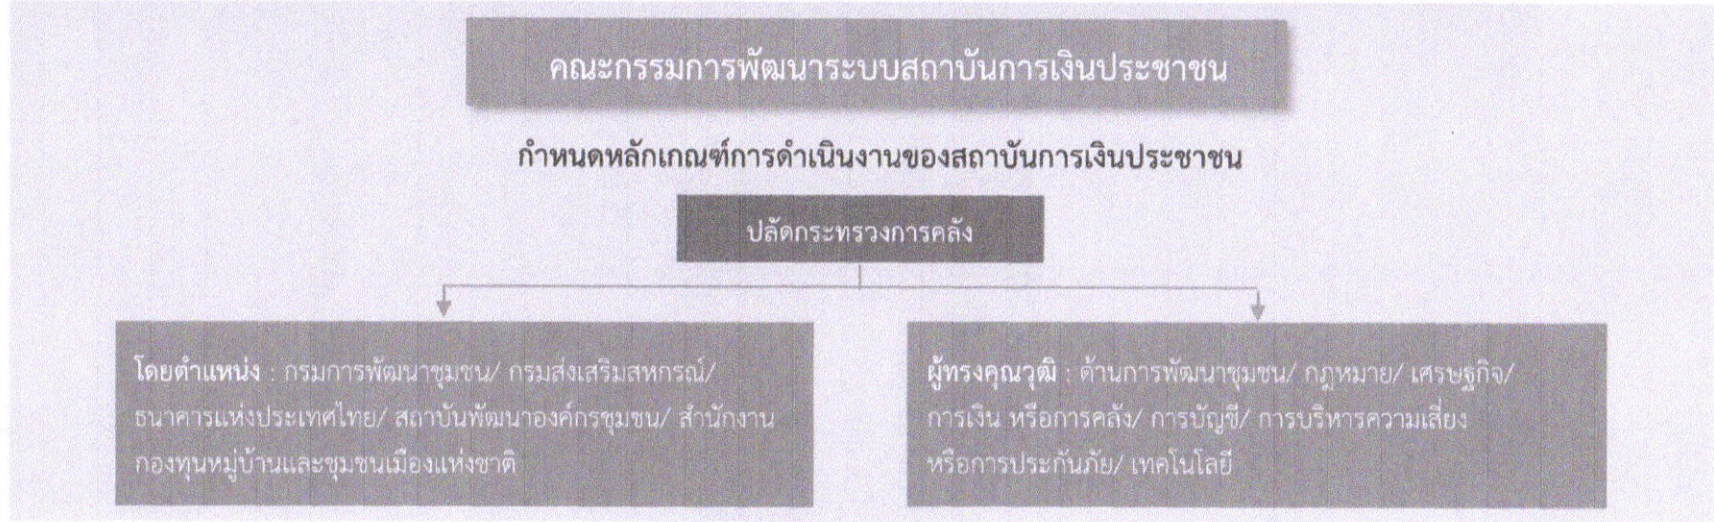 คณะกรรมการพัฒนาระบบสถาบันการเงินประชาชน
กำหนดหลักเกณฑ์การดำเนินงานของสถาบันการเงินประชาชน
ปลัดกระทรวงการคลัง
โดยตำแหน่ง : กรมการพัฒนาชุมชน/ กรมส่งเสริมสหกรณ์/
ธนาคารแห่งประเทศไทย/ สถาบันพัฒนาองค์กรชุมชน/ สำนักงาน
กองทุนหมู่บ้านและชุมชนเมืองแห่งชาติ
ผู้ทรงคุณวุฒิ : ด้านการพัฒนาชุมชน/ กฎหมาย/ เศรษฐกิจ/
การเงิน หรือการคลัง/ การบัญชี/ การบริหารความเสี่ยง
หรือการประกันภัย/ เทคโนโลยี